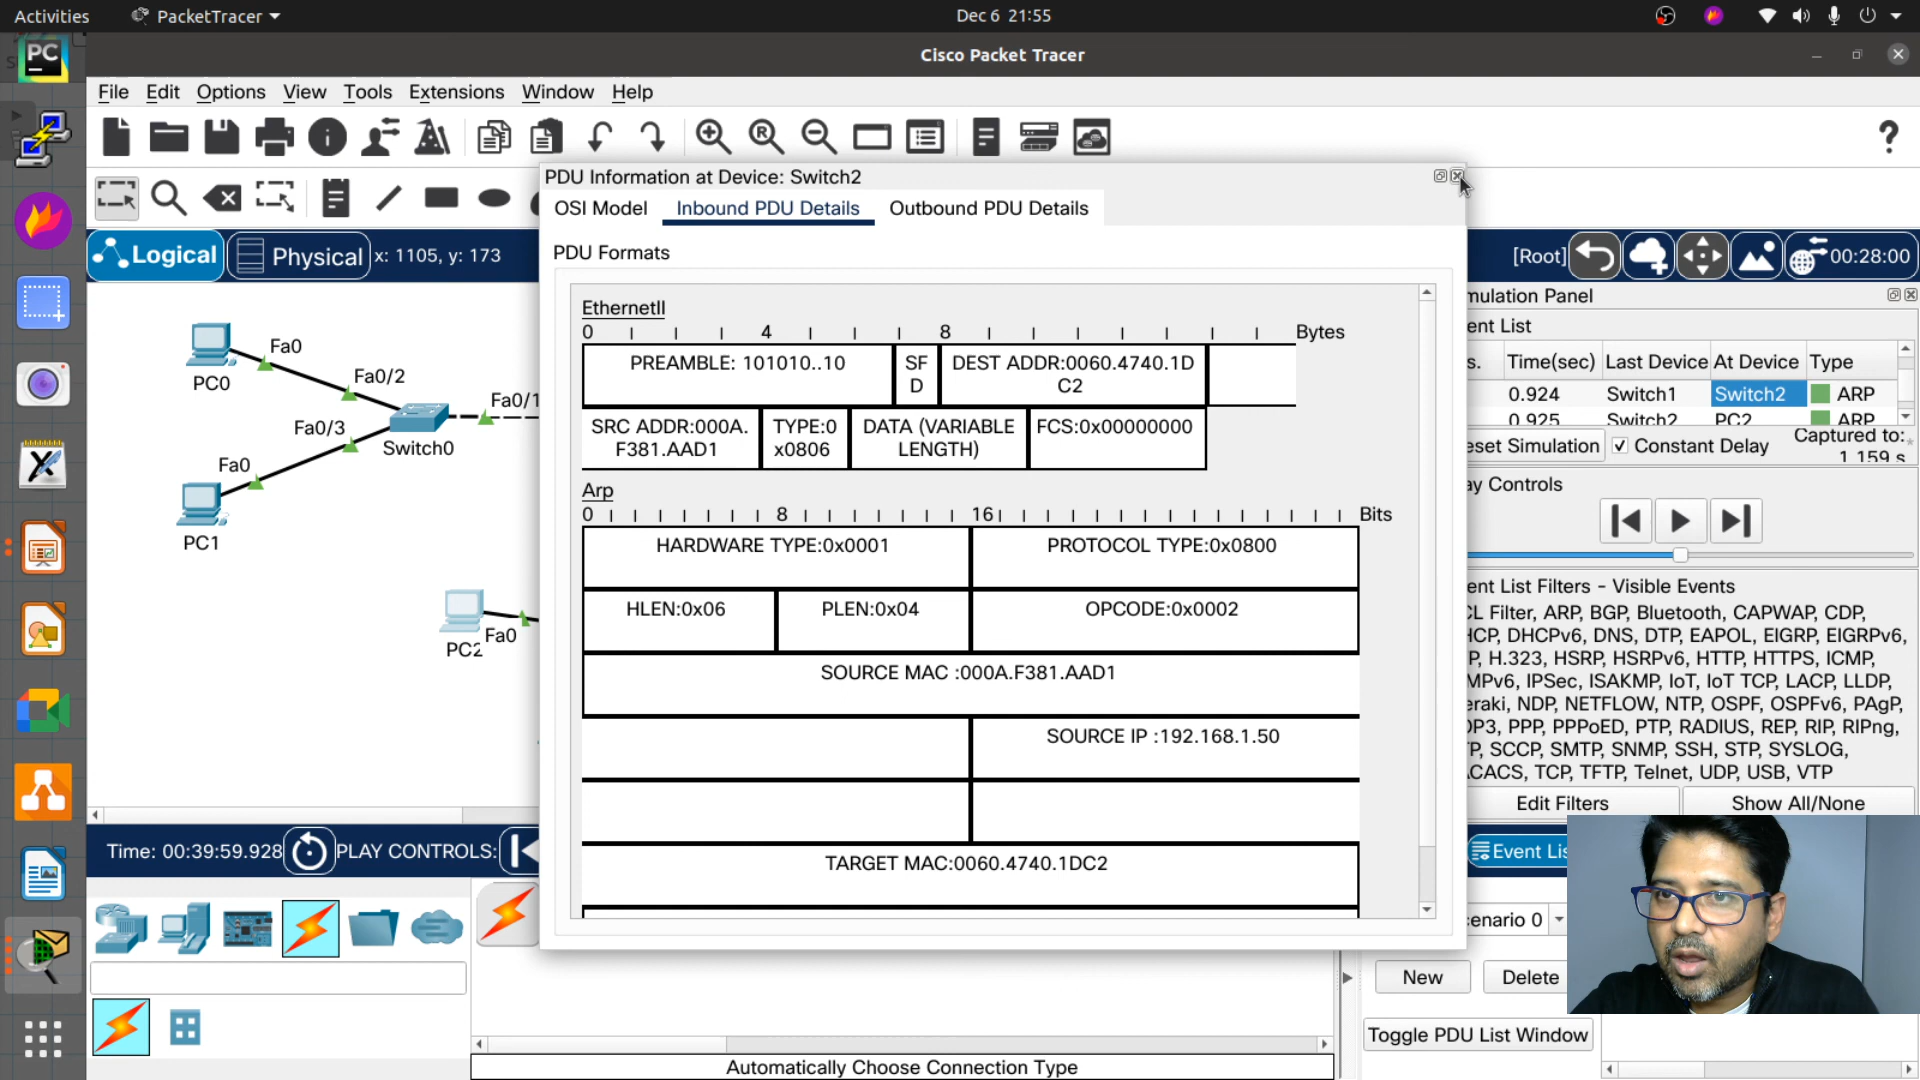 Activities
PacketTracer
Dec 6 21:55
Cisco Packet Tracer
PC
File Edit Options View Tools Extensions Window Help
PDU Information at Device: Switch2
OSI Model Inbound PDU Details Outbound PDU Details
Logical
Physical
x: 1105, y: 173
[Root]
00:28:00
PDU Formats
EthernetII
0 4 8 Bytes
PREAMBLE: 101010..10
SF
D
DEST ADDR:0060.4740.1D
C2
SRC ADDR:000A.
F381.AAD1
TYPE:0
x0806
DATA (VARIABLE
LENGTH)
FCS:0x00000000
Arp
0 8 16 Bits
HARDWARE TYPE:0x0001
PROTOCOL TYPE:0x0800
HLEN:0x06
PLEN:0x04
OPCODE:0x0002
SOURCE MAC :000A.F381.AAD1
SOURCE IP :192.168.1.50
TARGET MAC:0060.4740.1DC2
Fa0
PC0
Fa0/2
Fa0/1
Fa0/3
Switch0
Fa0
PC1
PC2
Fa0
mulation Panel
ent List
s. Time(sec) Last Device At Device Type
0.924 Switch1 Switch2 ARP
0.925 Switch2 PC2 ARP
eset Simulation
Constant Delay
Captured to:
1.159 s
ay Controls
ent List Filters - Visible Events
CL Filter, ARP, BGP, Bluetooth, CAPWAP, CDP,
HCP, DHCPv6, DNS, DTP, EAPOL, EIGRP, EIGRPv6,
P, H.323, HSRP, HSRPv6, HTTP, HTTPS, ICMP,
MPv6, IPSec, ISAKMP, IoT, IoT TCP, LACP, LLDP,
eraki, NDP, NETFLOW, NTP, OSPF, OSPFv6, PAgP,
OP3, PPP, PPPoED, PTP, RADIUS, REP, RIP, RIPng,
TP, SCCP, SMTP, SNMP, SSH, STP, SYSLOG,
CACS, TCP, TFTP, Telnet, UDP, USB, VTP
Edit Filters
Show All/None
Time: 00:39:59.928
PLAY CONTROLS:
Event Lis
enario 0
New
Delete
Toggle PDU List Window
Automatically Choose Connection Type